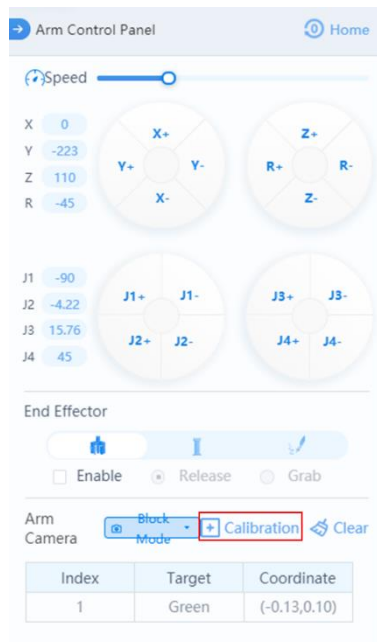 Arm Control Panel
Home
Speed
X 0
Y -223
Z 110
R -45
X+
Y+ Y-
X-
Z+
R+ R-
Z-
J1 -90
J2 -4.22
J3 15.76
J4 45
J1+ J1-
J2+ J2-
J3+ J3-
J4+ J4-
End Effector
Enable Release Grab
Arm Camera
Block Mode
Calibration Clear
Index Target Coordinate
1 Green (-0.13,0.10)